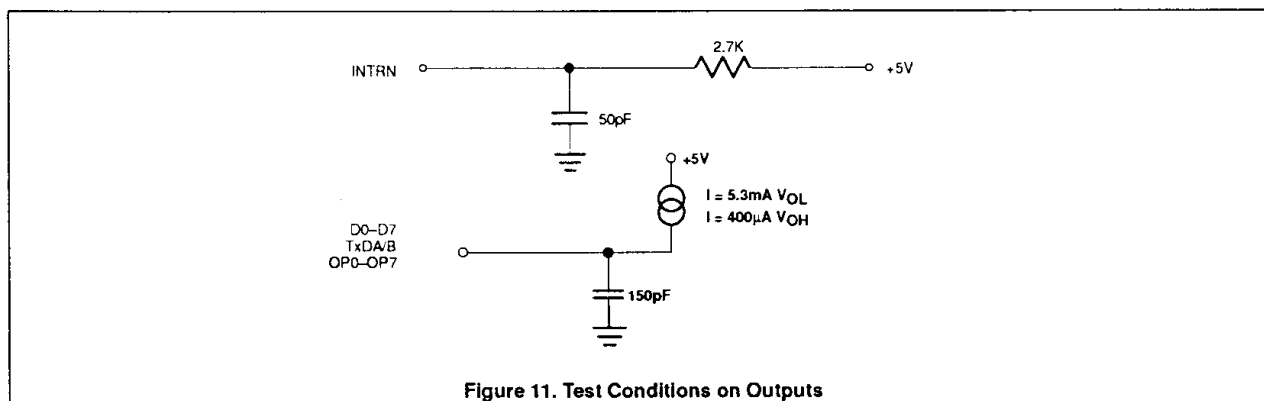 2.7K
INTRN
+5V
50pF
+5V
I = 5.3mA VOL
I = 400µA VOH
D0–D7
TxDA/B
OP0–OP7
150pF
Figure 11. Test Conditions on Outputs